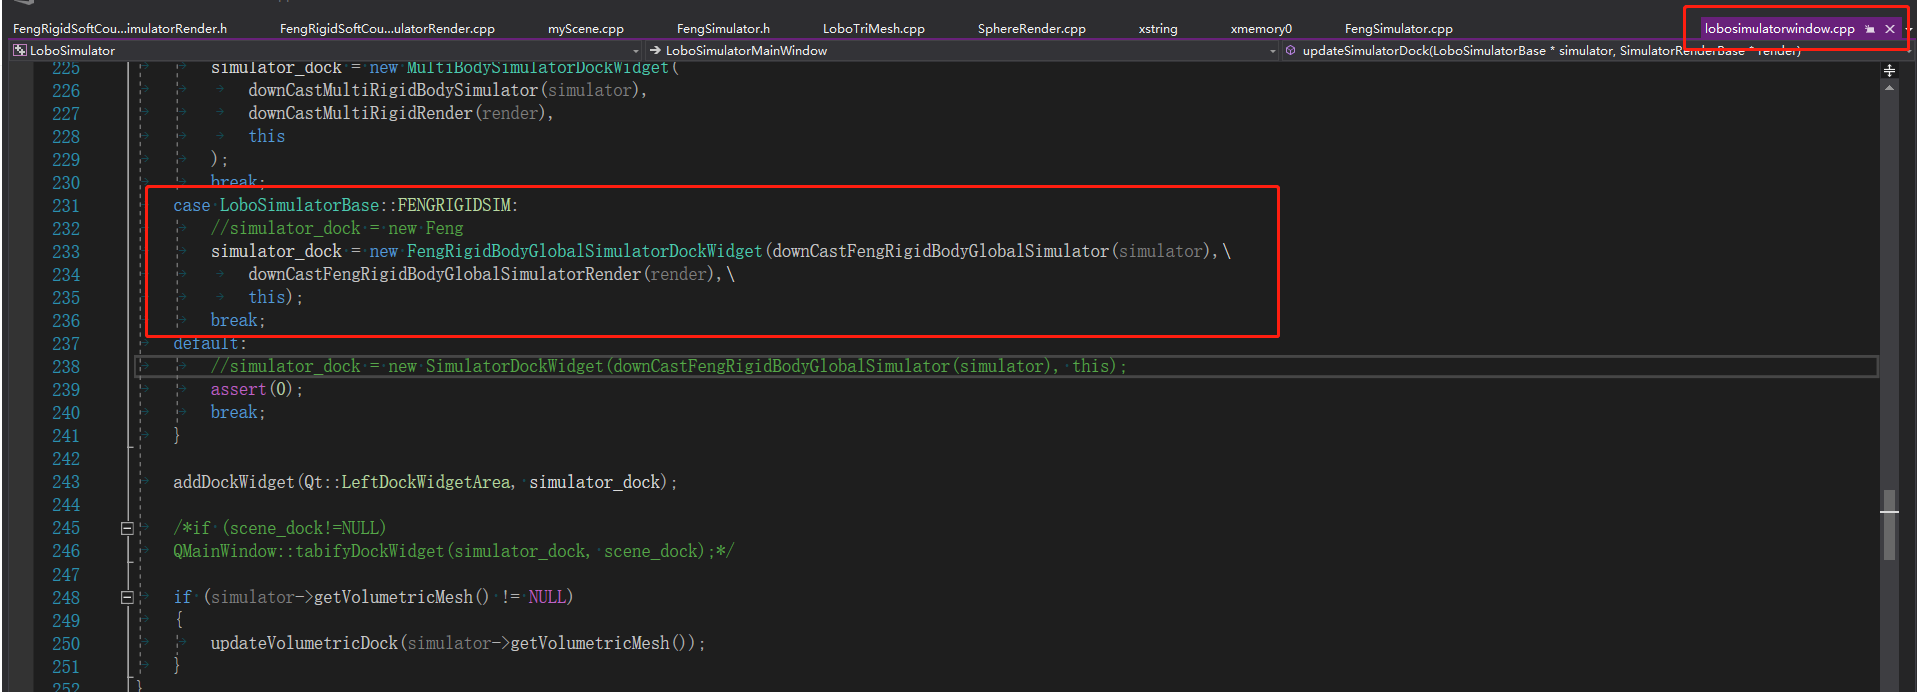 FengRigidSoftCou...imulatorRender.h FengRigidSoftCou...ulatorRender.cpp myScene.cpp FengSimulator.h LoboTriMesh.cpp SphereRender.cpp xstring xmemory0 FengSimulator.cpp lobosimulatorwindow.cpp
LoboSimulator LoboSimulatorMainWindow updateSimulatorDock(LoboSimulatorBase * simulator, SimulatorRenderBase * render)
225 simulator_dock = new MultiBodySimulatorDockWidget(
226 downCastMultiRigidBodySimulator(simulator),
227 downCastMultiRigidRender(render),
228 this
229 );
230 break;
231 case LoboSimulatorBase::FENGRIGIDSIM:
232 //simulator_dock = new Feng
233 simulator_dock = new FengRigidBodyGlobalSimulatorDockWidget(downCastFengRigidBodyGlobalSimulator(simulator),\
234 downCastFengRigidBodyGlobalSimulatorRender(render),\
235 this);
236 break;
237 default:
238 //simulator_dock = new SimulatorDockWidget(downCastFengRigidBodyGlobalSimulator(simulator), this);
239 assert(0);
240 break;
241 }
242
243 addDockWidget(Qt::LeftDockWidgetArea, simulator_dock);
244
245 /*if (scene_dock!=NULL)
246 QMainWindow::tabifyDockWidget(simulator_dock, scene_dock);*/
247
248 if (simulator->getVolumetricMesh() != NULL)
249 {
250 updateVolumetricDock(simulator->getVolumetricMesh());
251 }
252 }